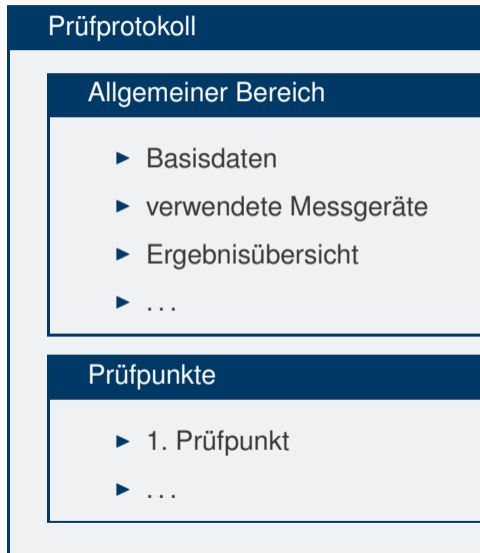 Prüfprotokoll
Allgemeiner Bereich
► Basisdaten
► verwendete Messgeräte
► Ergebnisübersicht
► . . .
Prüfpunkte
► 1. Prüfpunkt
► . . .